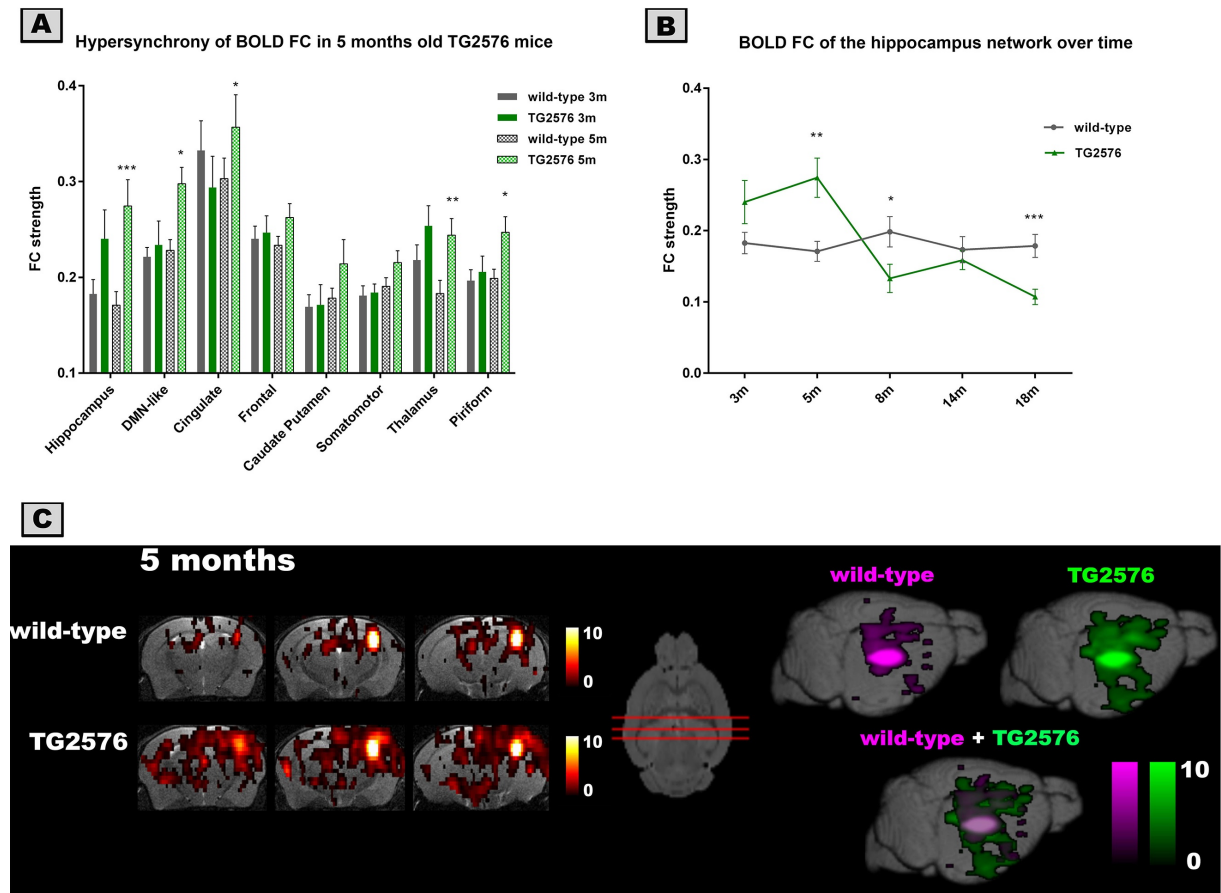 A
Hypersynchrony of BOLD FC in 5 months old TG2576 mice
FC strength
0.4
0.3
0.2
0.1
***
*
*
**
*
wild-type 3m
TG2576 3m
wild-type 5m
TG2576 5m
Hippocampus
DMN-like
Cingulate
Frontal
Caudate Putamen
Somatomotor
Thalamus
Piriform
B
BOLD FC of the hippocampus network over time
FC strength
0.4
0.3
0.2
0.1
0.0
**
*
***
wild-type
TG2576
3m
5m
8m
14m
18m
C
5 months
wild-type
10
0
TG2576
10
0
wild-type
TG2576
wild-type + TG2576
10
0